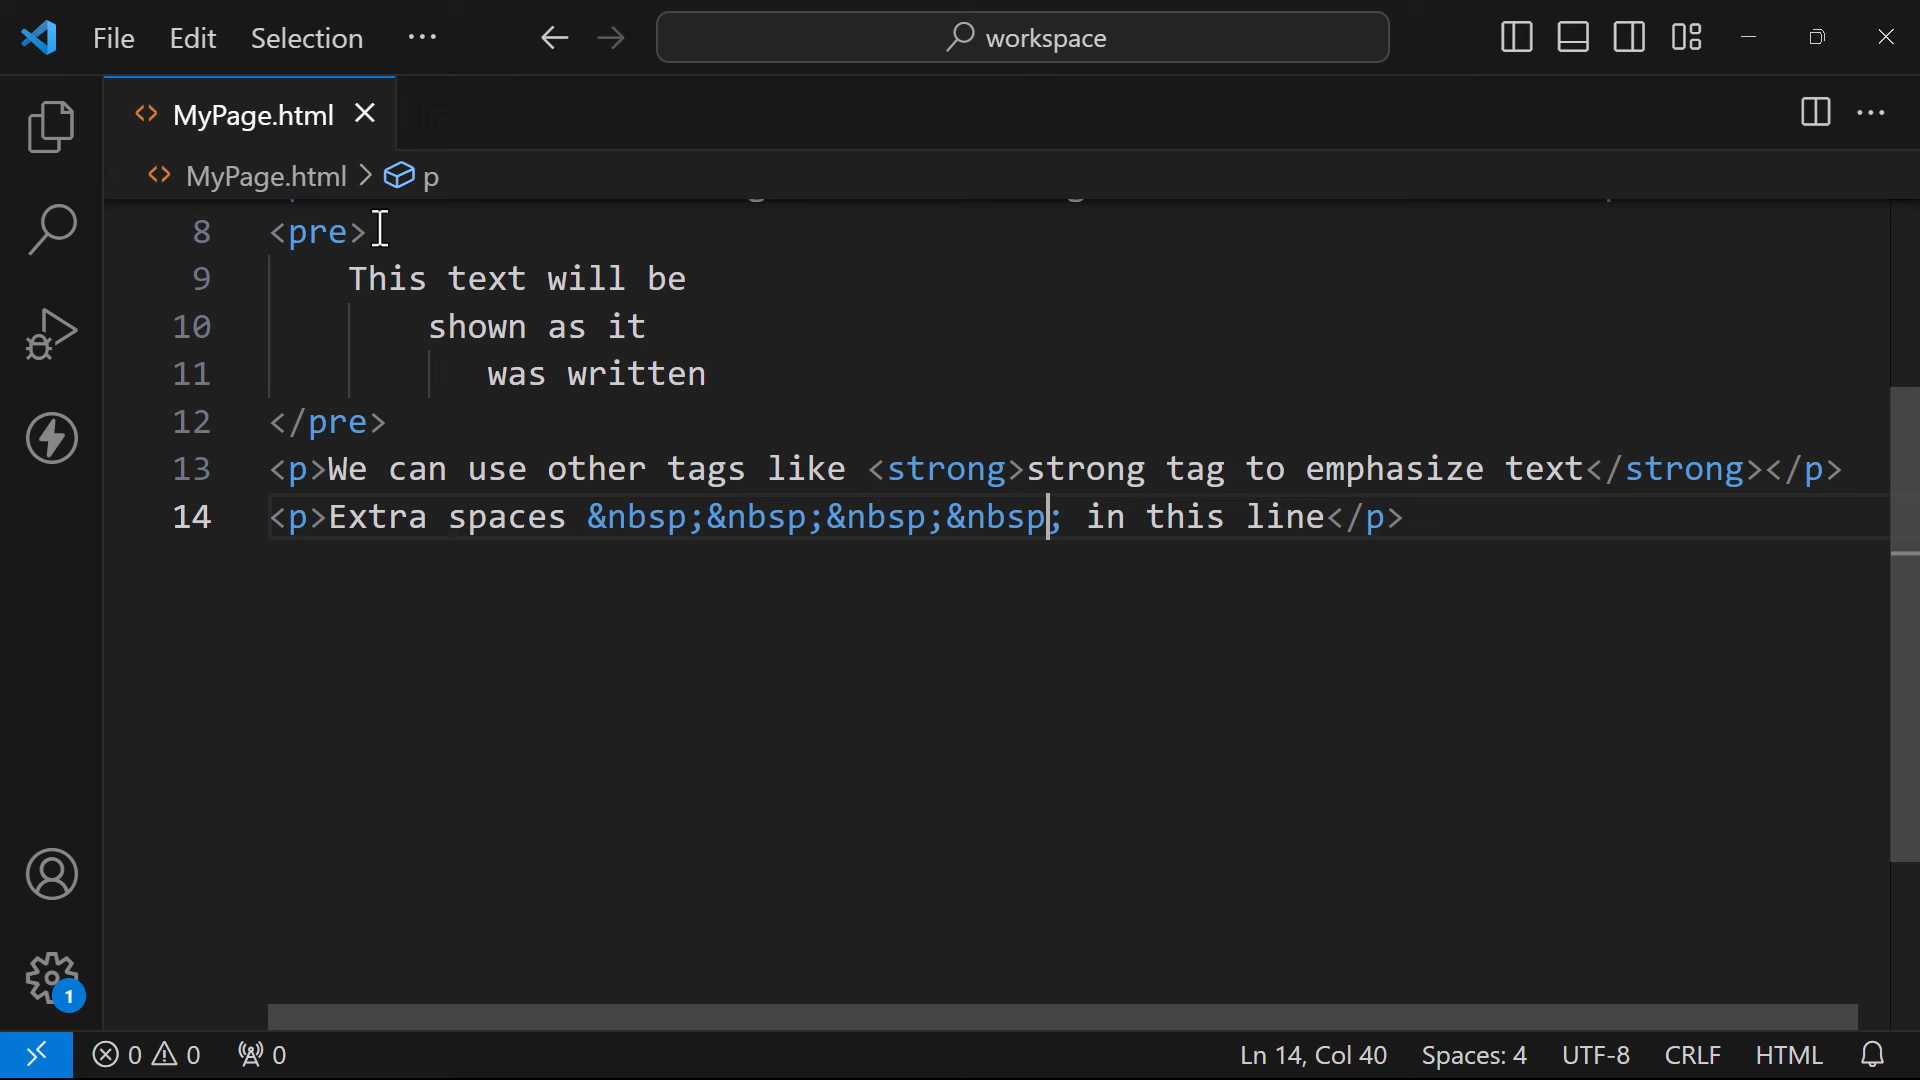 File Edit Selection ··· workspace
MyPage.html
MyPage.html > p
8 <pre>
9 This text will be
10 shown as it
11 was written
12 </pre>
13 <p>We can use other tags like <strong>strong tag to emphasize text</strong></p>
14 <p>Extra spaces &nbsp;&nbsp;&nbsp;&nbsp; in this line</p>
1
0 0 0 Ln 14, Col 40 Spaces: 4 UTF-8 CRLF HTML